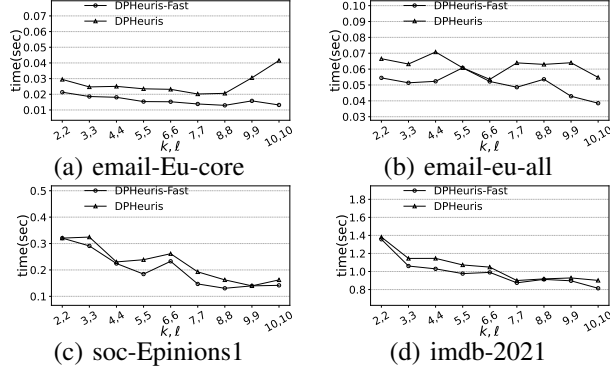 DPHeuris-Fast
DPHeuris
time(sec)
0.07
0.06
0.05
0.04
0.03
0.02
0.01
2,2 3,3 4,4 5,5 6,6 7,7 8,8 9,9 10,10
k, ℓ
(a) email-Eu-core
DPHeuris-Fast
DPHeuris
time(sec)
0.10
0.09
0.08
0.07
0.06
0.05
0.04
0.03
2,2 3,3 4,4 5,5 6,6 7,7 8,8 9,9 10,10
k, ℓ
(b) email-eu-all
DPHeuris-Fast
DPHeuris
time(sec)
0.5
0.4
0.3
0.2
0.1
2,2 3,3 4,4 5,5 6,6 7,7 8,8 9,9 10,10
k, ℓ
(c) soc-Epinions1
DPHeuris-Fast
DPHeuris
time(sec)
1.8
1.6
1.4
1.2
1.0
0.8
2,2 3,3 4,4 5,5 6,6 7,7 8,8 9,9 10,10
k, ℓ
(d) imdb-2021